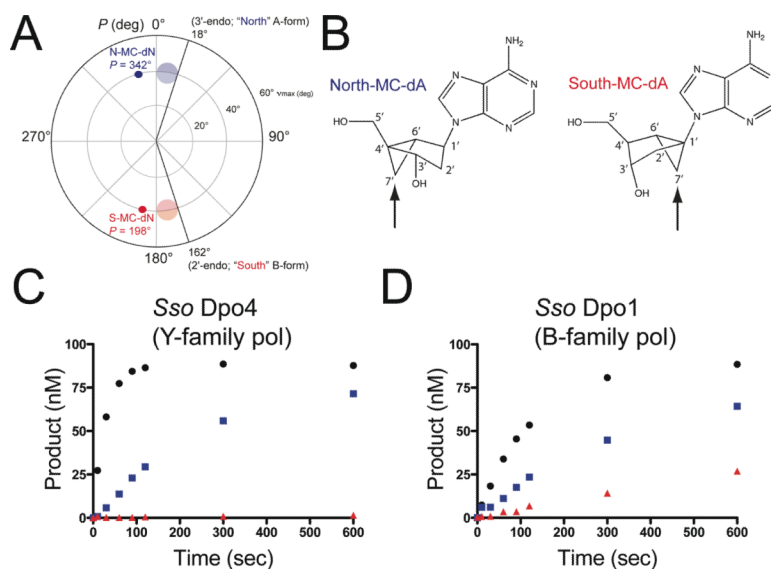 A
P (deg) 0°
(3'-endo; "North" A-form)
18°
N-MC-dN
P = 342°
60° νmax (deg)
40°
20°
270°
90°
S-MC-dN
P = 198°
162°
180°
(2'-endo; "South" B-form)
B
North-MC-dA
NH₂
N
N
N
N
HO
5'
6'
4'
1'
3'
2'
OH
7'
South-MC-dA
NH₂
N
N
N
N
HO
5'
6'
4'
1'
2'
3'
7'
OH
C
Sso Dpo4
(Y-family pol)
Product (nM)
100
75
50
25
0
0 100 200 300 400 500 600
Time (sec)
D
Sso Dpo1
(B-family pol)
Product (nM)
100
75
50
25
0
0 100 200 300 400 500 600
Time (sec)